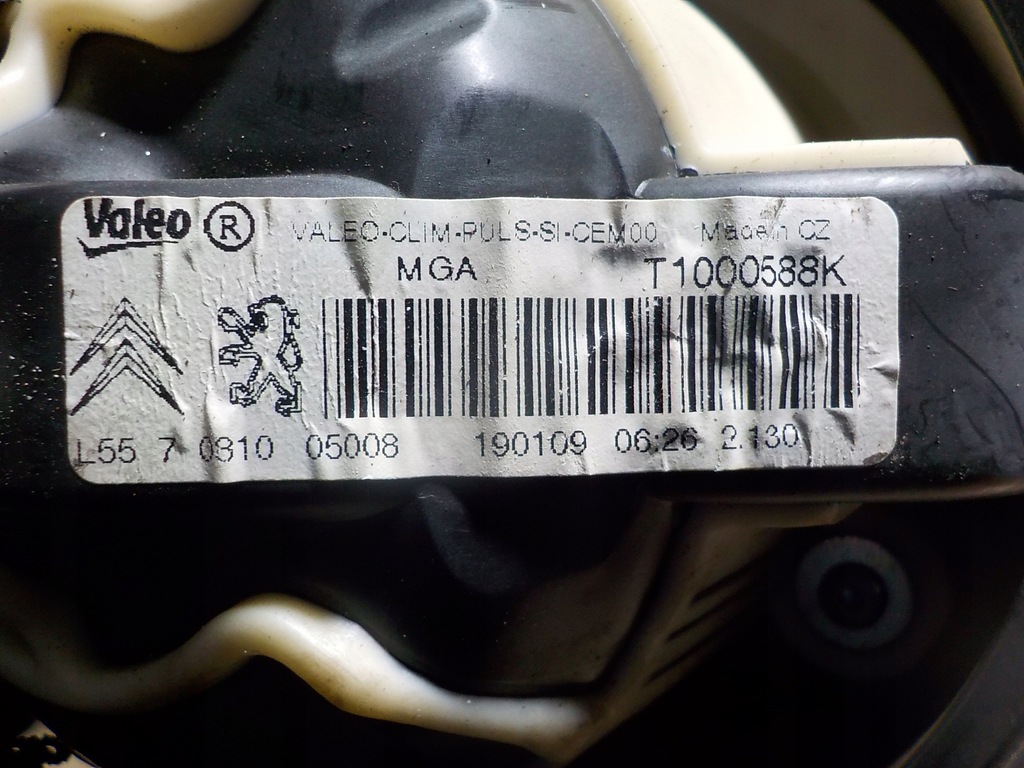 Valeo ® VALEO-CLIM-PULS-SI-CEM00 Made in CZ
MGA T1000588K
L55 7 0810 05008 190109 06:26 2.130